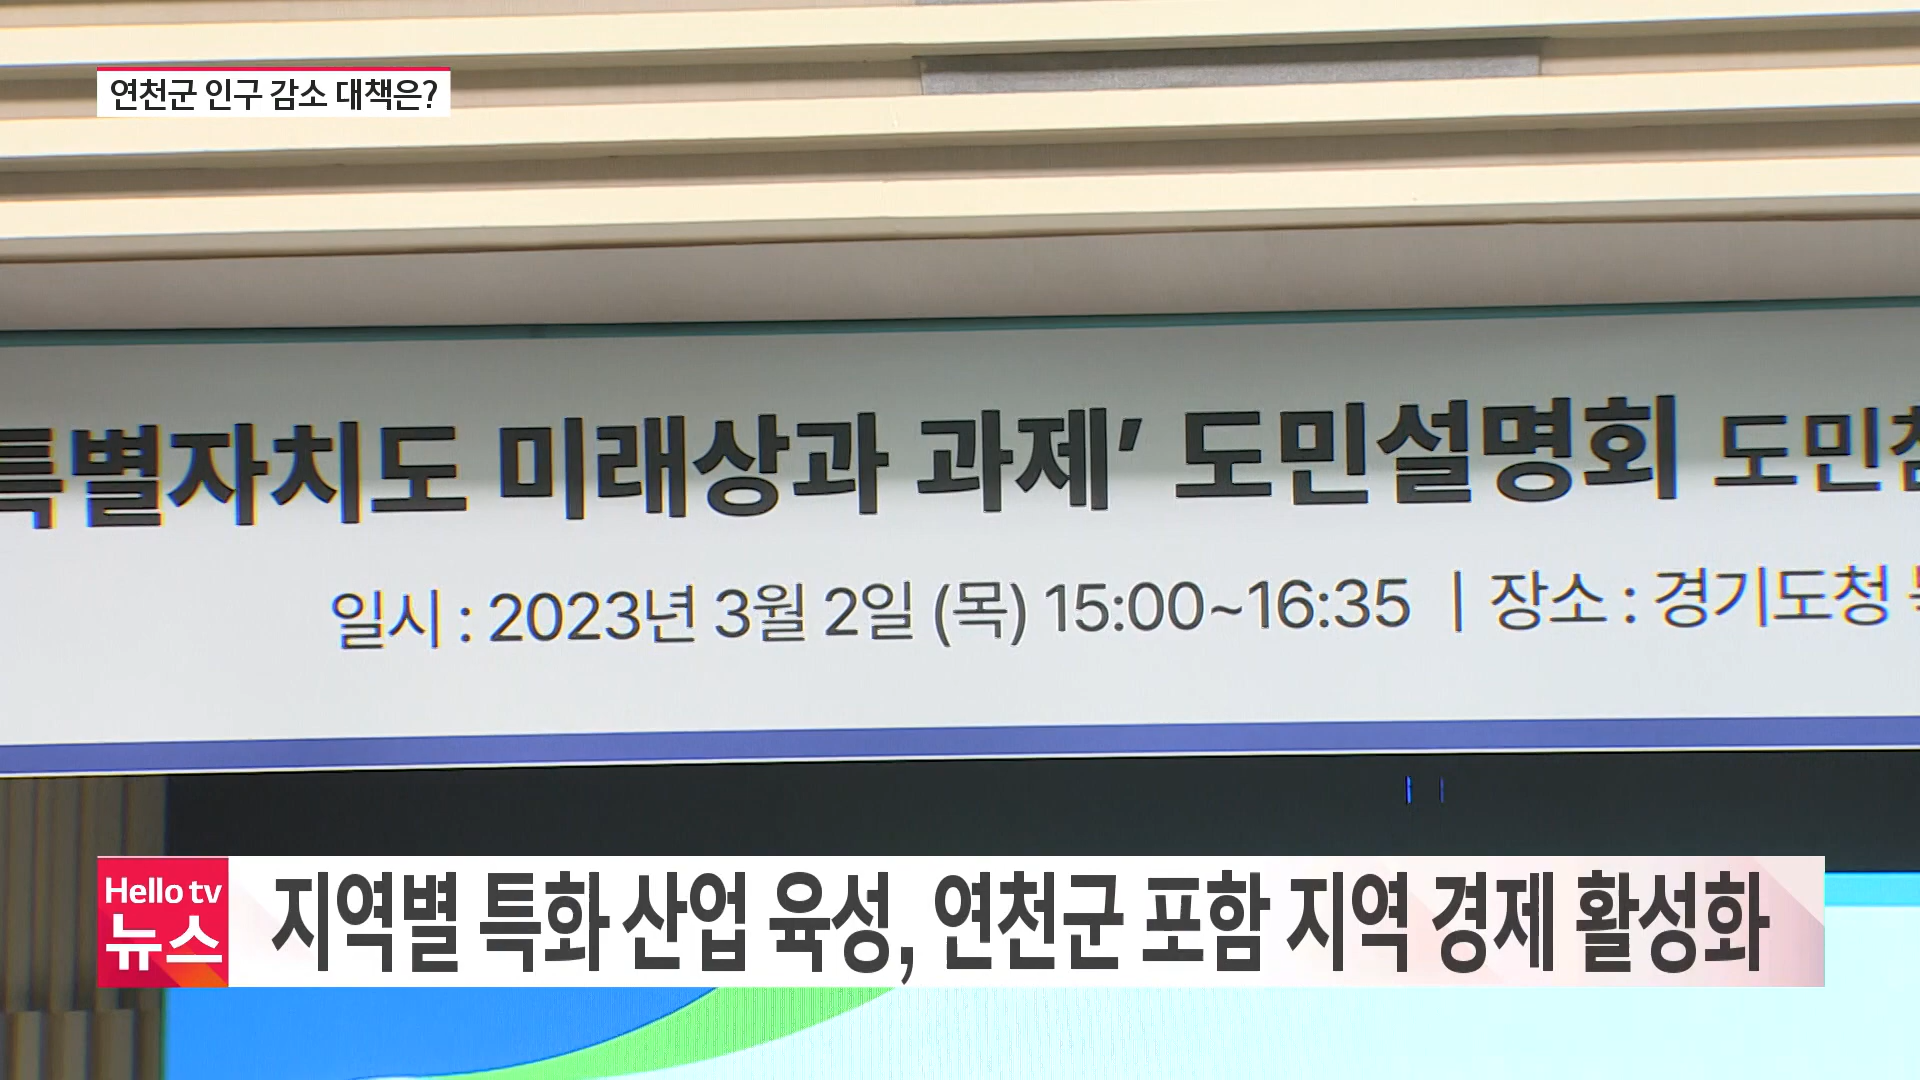 연천군 인구 감소 대책은?
특별자치도 미래상과 과제’ 도민설명회 도민참
일시 : 2023년 3월 2일 (목) 15:00~16:35 | 장소 : 경기도청
Hello tv
뉴스
지역별 특화 산업 육성, 연천군 포함 지역 경제 활성화